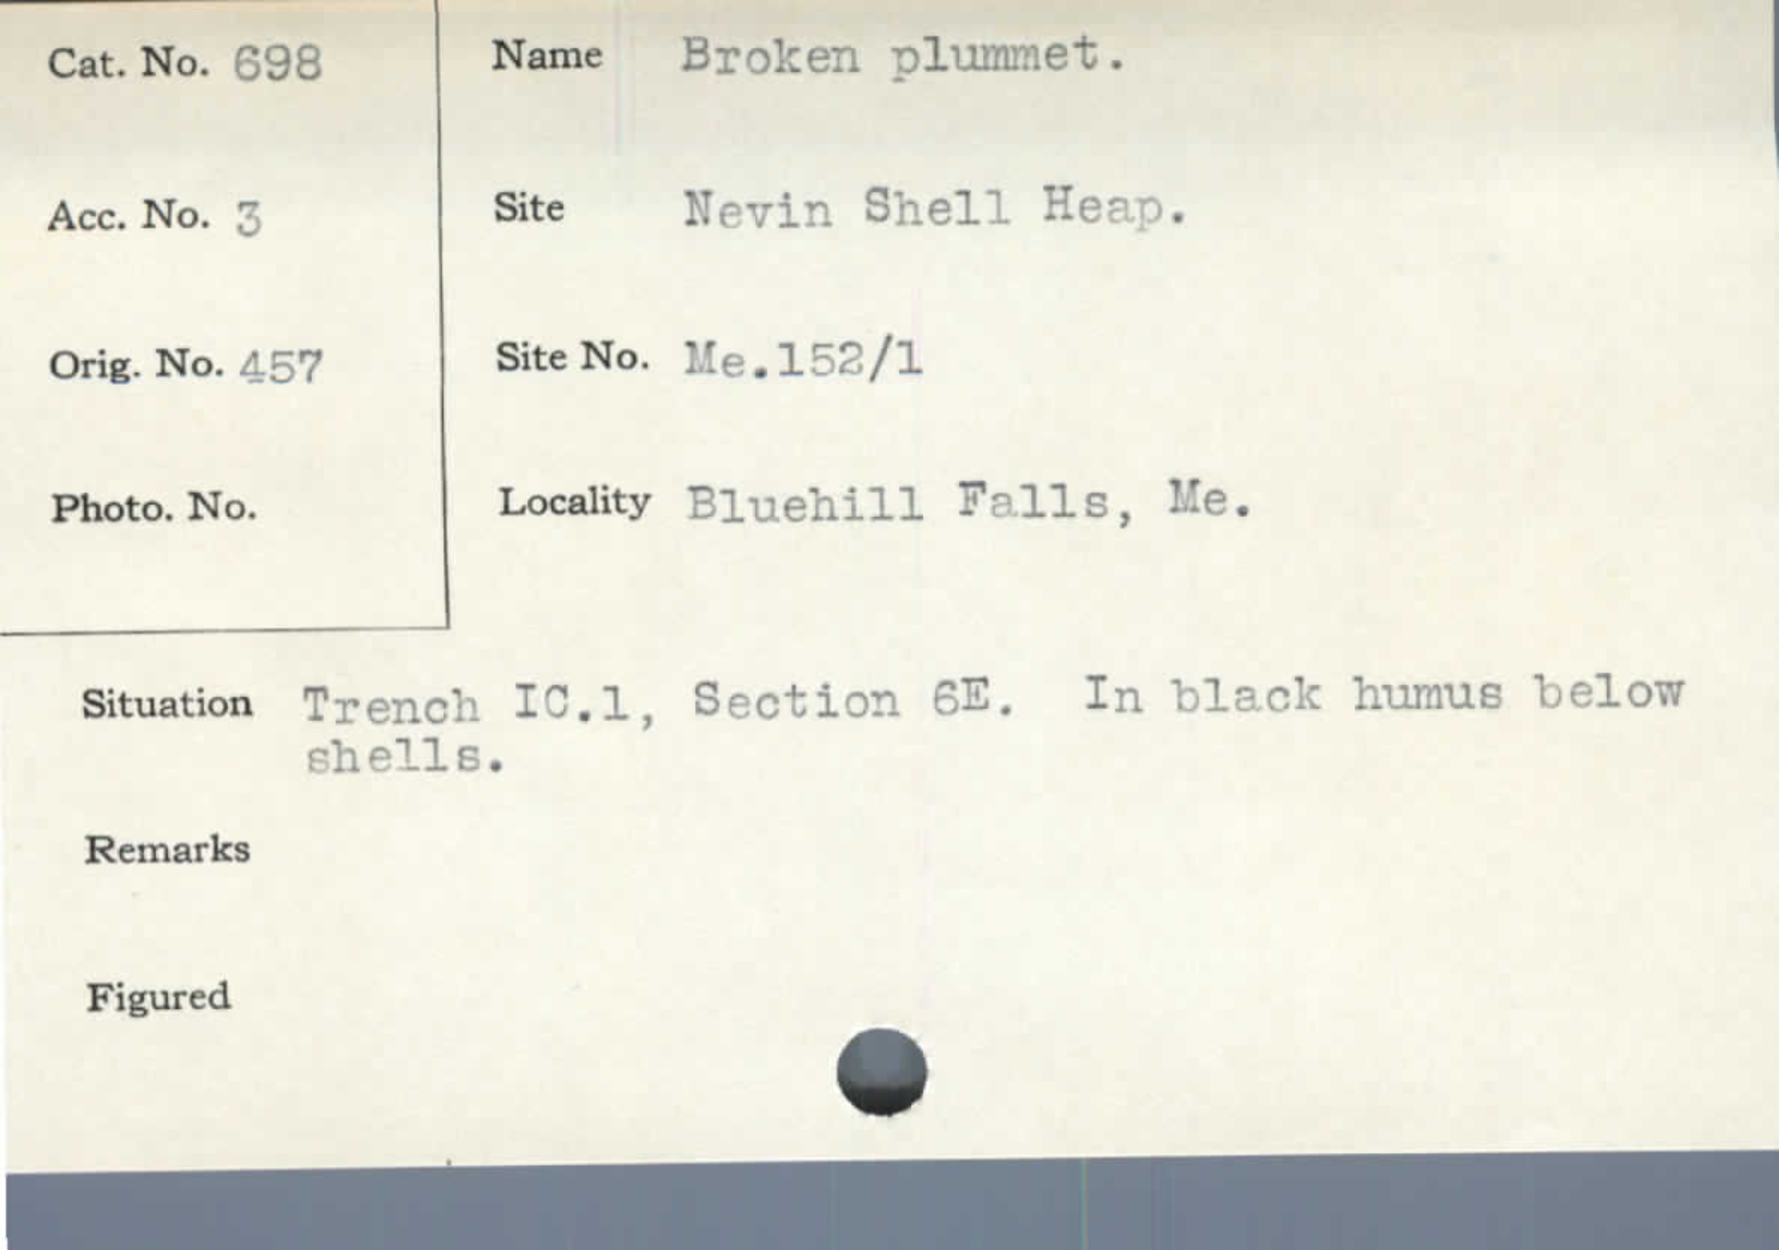 Cat. No. 698
Name Broken plummet.
Acc. No. 3
Site Nevin Shell Heap.
Orig. No. 457
Site No. Me.152/1
Photo. No.
Locality Bluehill Falls, Me.
Situation Trench IC.1, Section 6E. In black humus below
shells.
Remarks
Figured